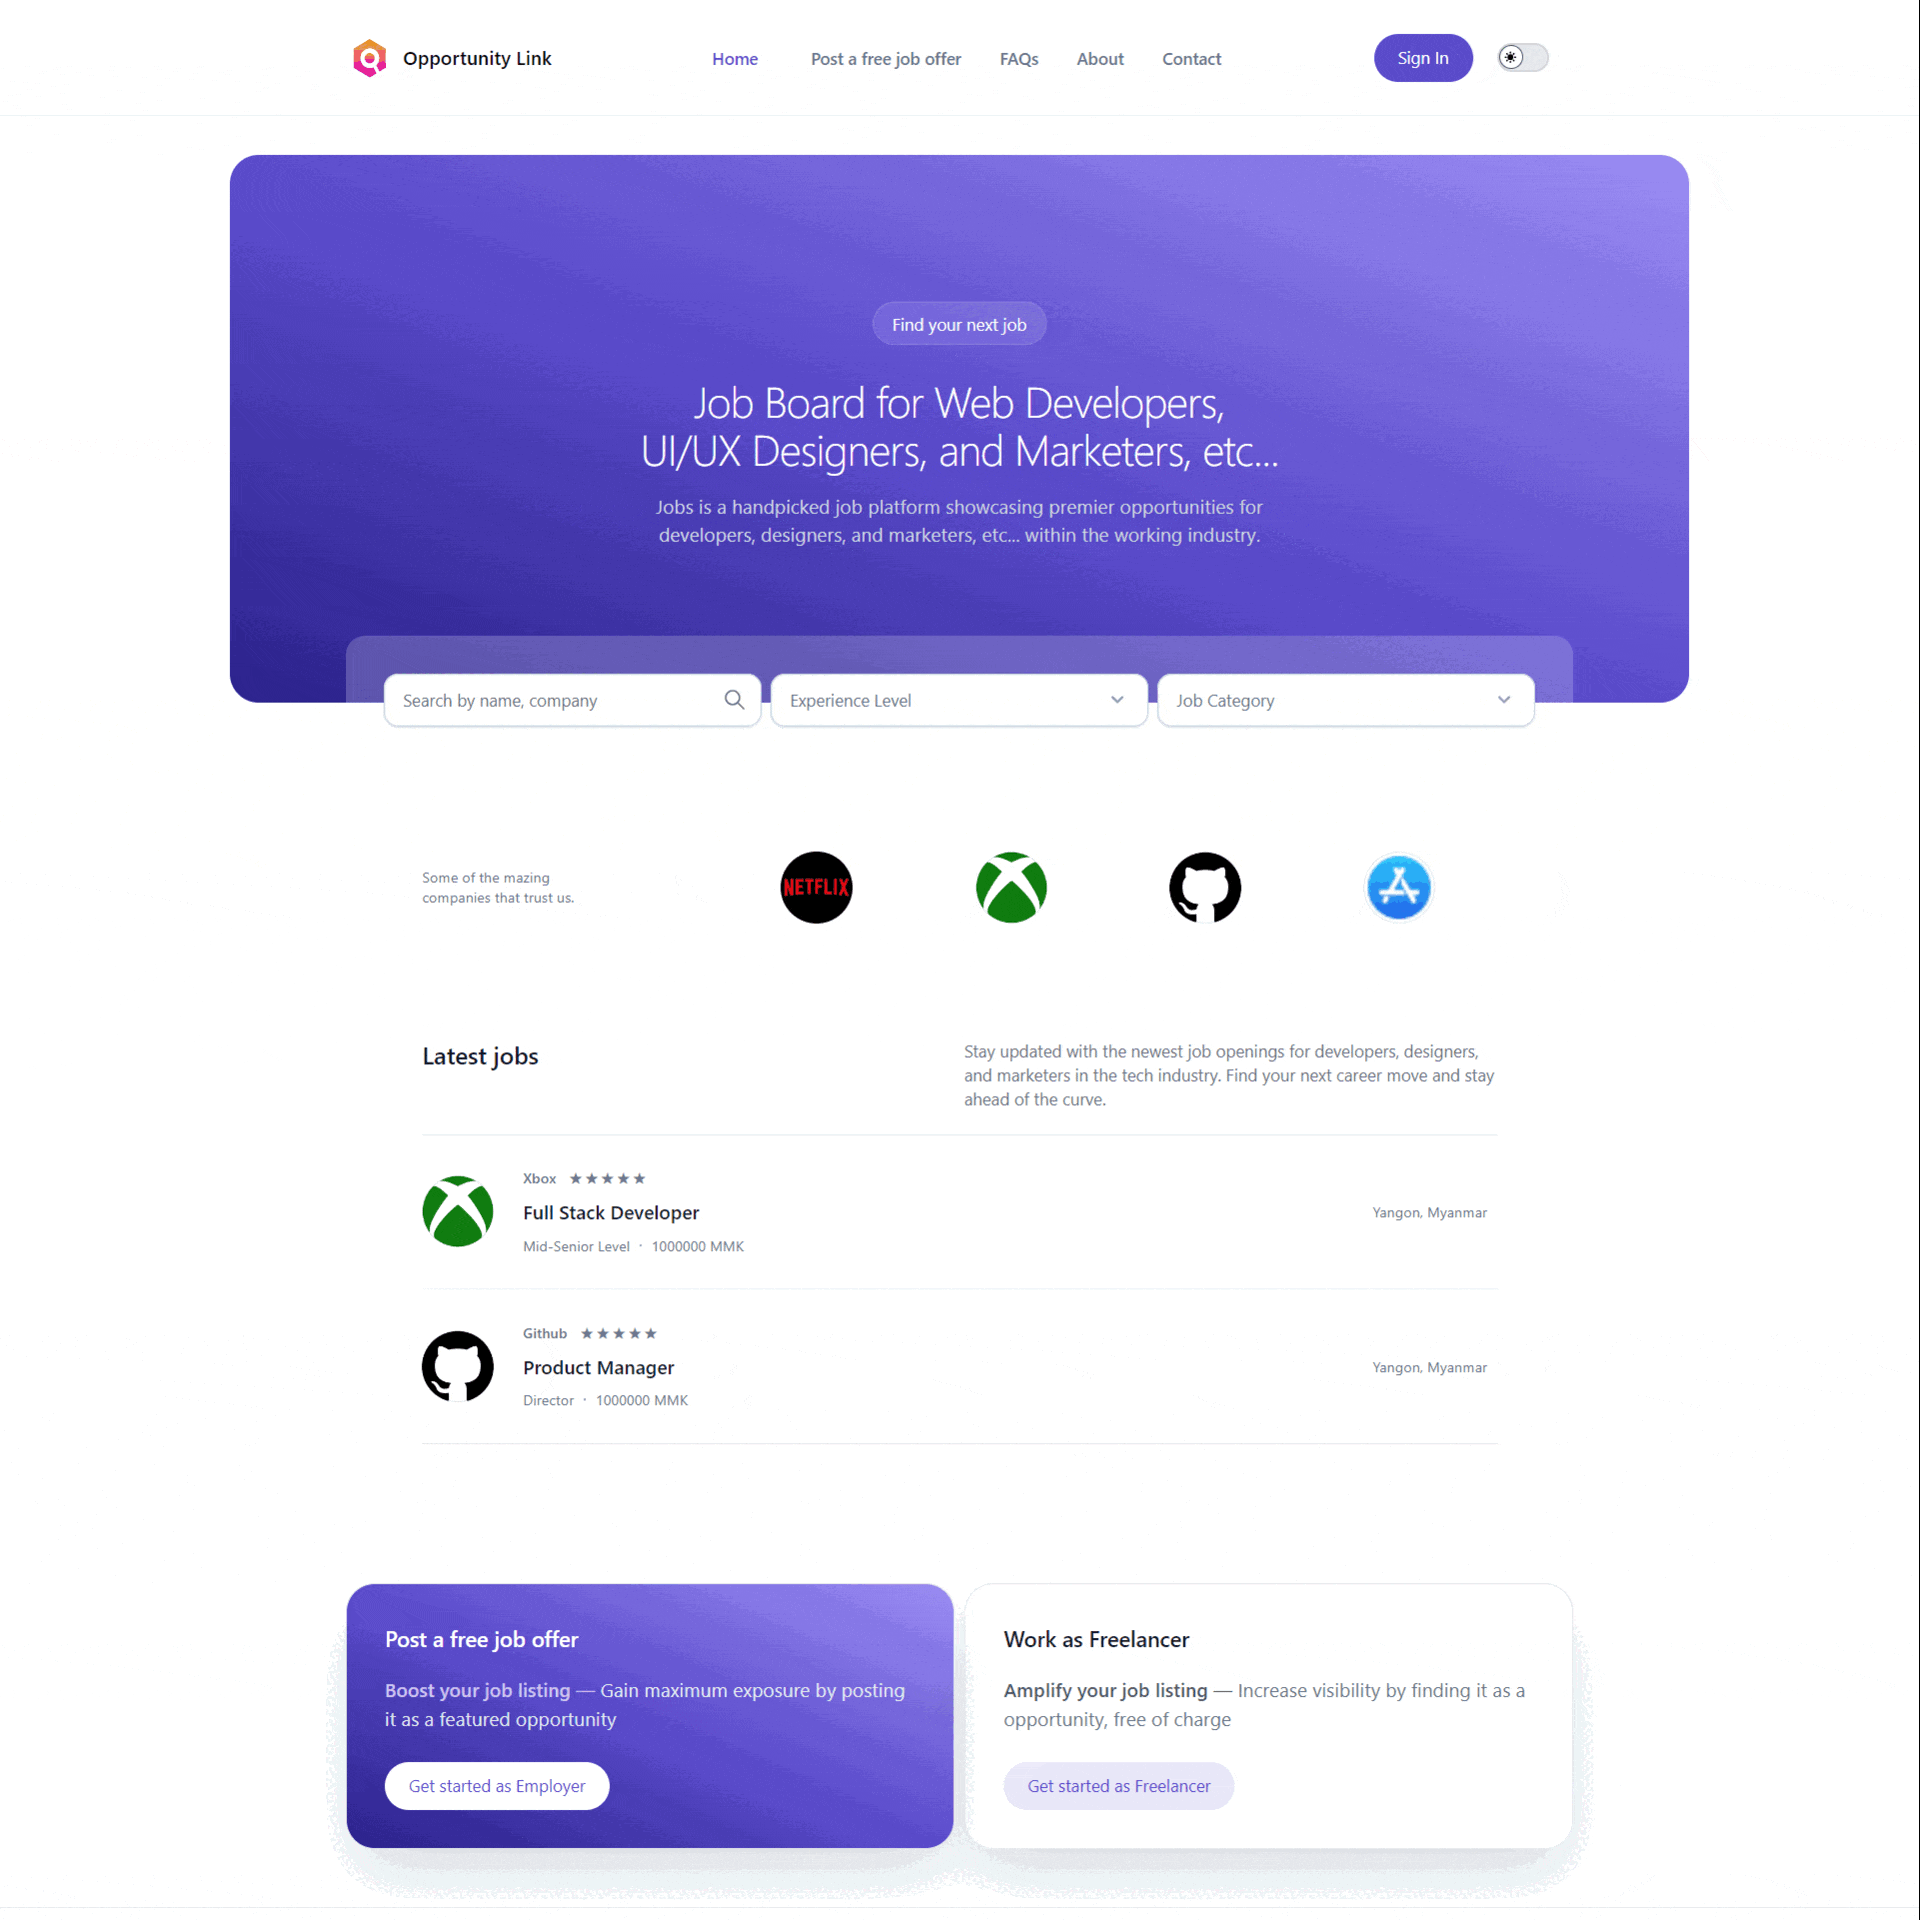 Opportunity Link
Home
Post a free job offer
FAQs
About
Contact
Sign In
Find your next job
Job Board for Web Developers,
UI/UX Designers, and Marketers, etc...
Jobs is a handpicked job platform showcasing premier opportunities for
developers, designers, and marketers, etc... within the working industry.
Search by name, company
Experience Level
Job Category
Some of the mazing
companies that trust us.
NETFLIX
Latest jobs
Stay updated with the newest job openings for developers, designers,
and marketers in the tech industry. Find your next career move and stay
ahead of the curve.
Xbox ★★★★★
Full Stack Developer
Mid-Senior Level · 1000000 MMK
Yangon, Myanmar
Github ★★★★★
Product Manager
Director · 1000000 MMK
Yangon, Myanmar
Post a free job offer
Boost your job listing — Gain maximum exposure by posting
it as a featured opportunity
Get started as Employer
Work as Freelancer
Amplify your job listing — Increase visibility by finding it as a
opportunity, free of charge
Get started as Freelancer